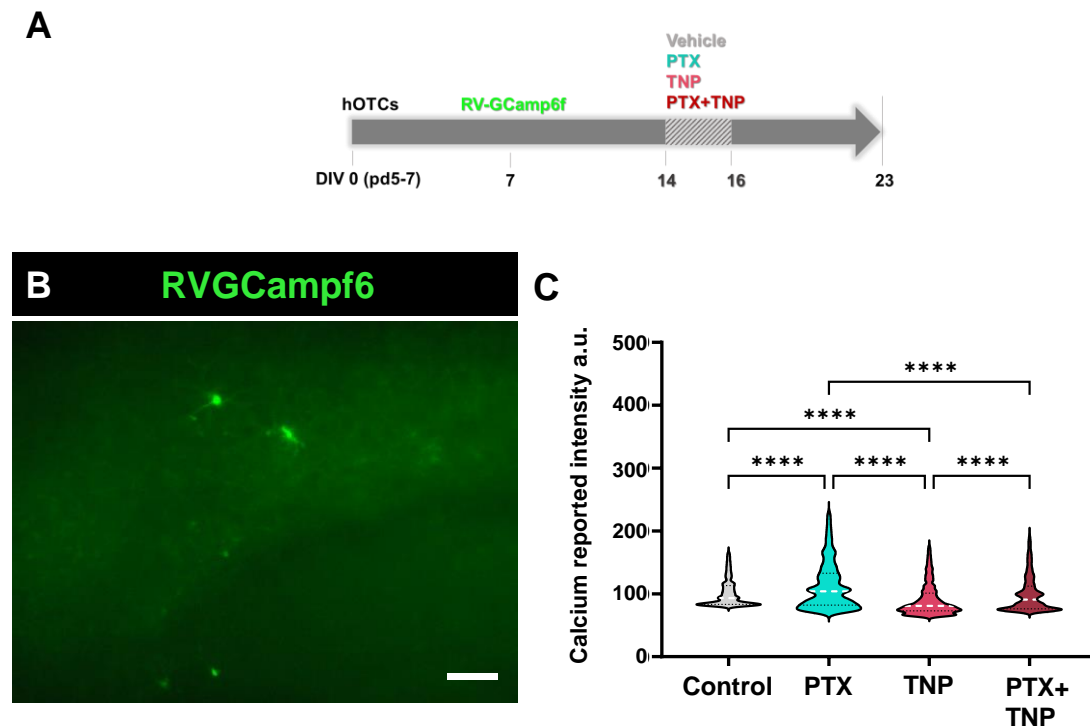 A
Vehicle
PTX
TNP
PTX+TNP
hOTCs
RV-GCamp6f
DIV 0 (pd5-7)
7
14
16
23
B
RVGCampf6
C
Calcium reported intensity a.u.
500
400
300
200
100
0
****
****
****
****
****
Control
PTX
TNP
PTX+
TNP